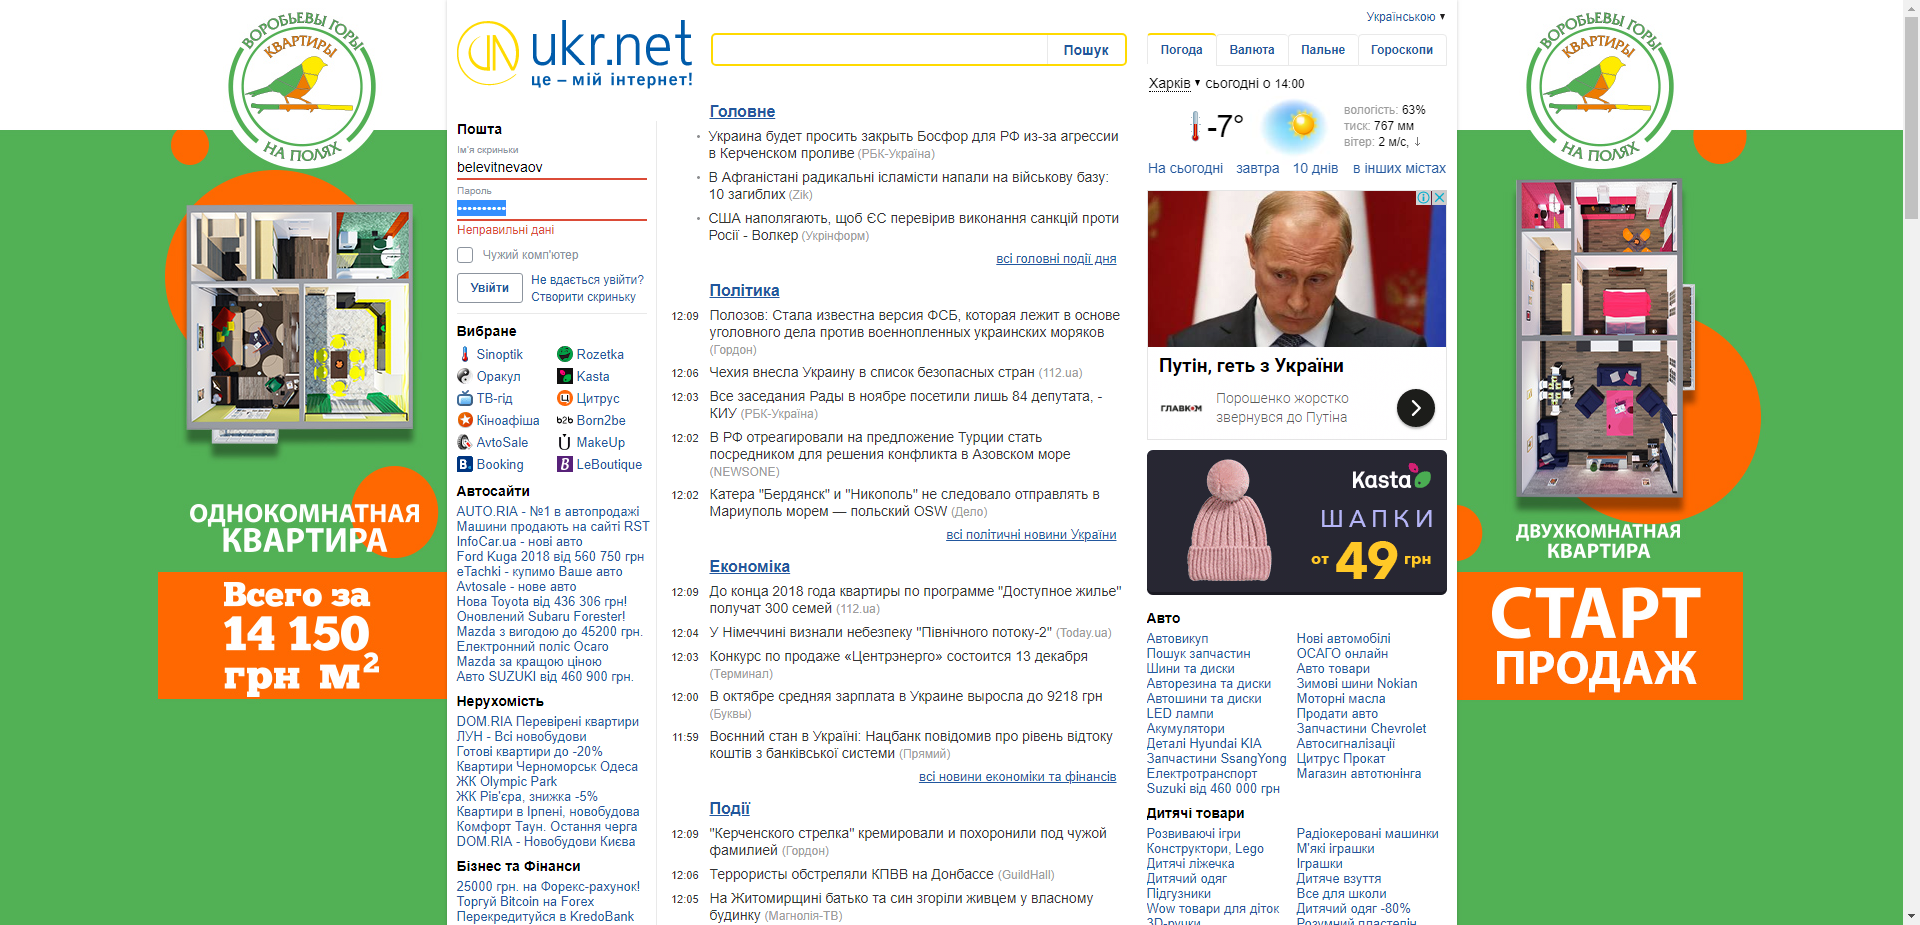 ВОРОБЬЕВЫ ГОРЫ
КВАРТИРЫ
НА ПОЛЯХ
ОДНОКОМНАТНАЯ
КВАРТИРА
Всего за
14 150
грн м²
ukr.net
це – мій інтернет!
Пошук
Українською ▼
Пошта
Ім'я скриньки
belevitnevaov
Пароль
••••••••••
Неправильні дані
Чужий комп'ютер
Увійти
Не вдається увійти?
Створити скриньку
Вибране
Sinoptik
Rozetka
Оракул
Kasta
ТВ-гід
Цитрус
Кіноафіша
b2b Born2be
AvtoSale
MakeUp
B. Booking
B LeBoutique
Автосайти
AUTO.RIA - №1 в автопродажі
Машини продають на сайті RST
InfoCar.ua - нові авто
Ford Kuga 2018 від 560 750 грн
eTachki - купимо Ваше авто
Avtosale - нове авто
Нова Toyota від 436 306 грн!
Оновлений Subaru Forester!
Mazda з вигодою до 45200 грн.
Електронний поліс Осаго
Mazda за кращою ціною
Авто SUZUKI від 460 900 грн.
Нерухомість
DOM.RIA Перевірені квартири
ЛУН - Всі новобудови
Готові квартири до -20%
Квартири Черноморськ Одеса
ЖК Olympic Park
ЖК Рів'єра, знижка -5%
Квартири в Ірпені, новобудова
Комфорт Таун. Остання черга
DOM.RIA - Новобудови Києва
Бізнес та Фінанси
25000 грн. на Форекс-рахунок!
Торгуй Bitcoin на Forex
Перекредитуйся в KredoBank
Головне
Украина будет просить закрыть Босфор для РФ из-за агрессии
в Керченском проливе (РБК-Україна)
В Афганістані радикальні ісламісти напали на військову базу:
10 загиблих (Zik)
США наполягають, щоб ЄС перевірив виконання санкцій проти
Росії - Волкер (Укрінформ)
всі головні події дня
Політика
12:09 Полозов: Стала известна версия ФСБ, которая лежит в основе
уголовного дела против военнопленных украинских моряков
(Гордон)
12:06 Чехия внесла Украину в список безопасных стран (112.ua)
12:03 Все заседания Рады в ноябре посетили лишь 84 депутата, -
КИУ (РБК-Україна)
12:02 В РФ отреагировали на предложение Турции стать
посредником для решения конфликта в Азовском море
(NEWSONE)
12:02 Катера "Бердянск" и "Никополь" не следовало отправлять в
Мариуполь морем — польский OSW (Дело)
всі політичні новини України
Економіка
12:09 До конца 2018 года квартиры по программе "Доступное жилье"
получат 300 семей (112.ua)
12:04 У Німеччині визнали небезпеку "Північного потоку-2" (Today.ua)
12:03 Конкурс по продаже «Центрэнерго» состоится 13 декабря
(Терминал)
12:00 В октябре средняя зарплата в Украине выросла до 9218 грн
(Буквы)
11:59 Воєнний стан в Україні: Нацбанк повідомив про рівень відтоку
коштів з банківської системи (Прямий)
всі новини економіки та фінансів
Події
12:09 "Керченского стрелка" кремировали и похоронили под чужой
фамилией (Гордон)
12:06 Террористы обстреляли КПВВ на Донбассе (GuildHall)
12:05 На Житомирщині батько та син згоріли живцем у власному
будинку (Магнолія-ТВ)
Погода
Валюта
Пальне
Гороскопи
Харків ▼ сьогодні о 14:00
-7°
вологість: 63%
тиск: 767 мм
вітер: 2 м/с, ↓
На сьогодні завтра 10 днів в інших містах
Путін, геть з України
ГЛАВКОМ
Порошенко жорстко
звернувся до Путіна
Kasta
ШАПКИ
от 49 грн
Авто
Автовикуп
Нові автомобілі
Пошук запчастин
ОСАГО онлайн
Шини та диски
Авто товари
Авторезина та диски
Зимові шини Nokian
Автошини та диски
Моторні масла
LED лампи
Продати авто
Акумулятори
Запчастини Chevrolet
Деталі Hyundai KIA
Автосигналізації
Запчастини SsangYong
Цитрус Прокат
Електротранспорт
Магазин автотюнінга
Suzuki від 460 000 грн
Дитячі товари
Розвиваючі ігри
Радіокеровані машинки
Конструктори, Lego
М'які іграшки
Дитячі ліжечка
Іграшки
Дитячий одяг
Дитяче взуття
Підгузники
Все для школи
Wow товари для діток
Дитячий одяг -80%
3D-ручки
Розумний пластелін
ВОРОБЬЕВЫ ГОРЫ
КВАРТИРЫ
НА ПОЛЯХ
ДВУХКОМНАТНАЯ
КВАРТИРА
СТАРТ
ПРОДАЖ